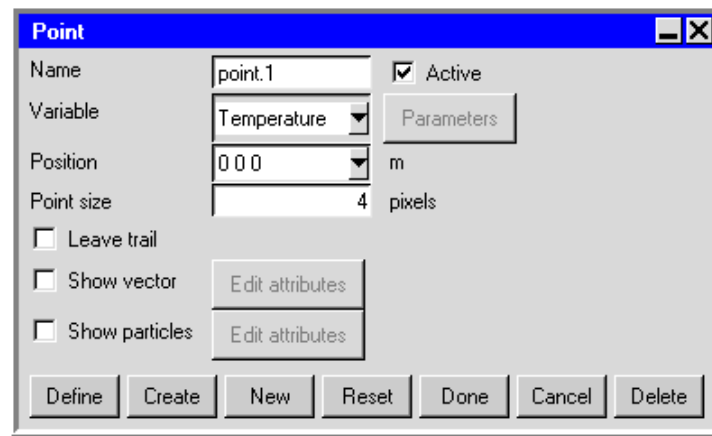 Point
Name point.1 Active
Variable Temperature Parameters
Position 0 0 0 m
Point size 4 pixels
Leave trail
Show vector Edit attributes
Show particles Edit attributes
Define Create New Reset Done Cancel Delete